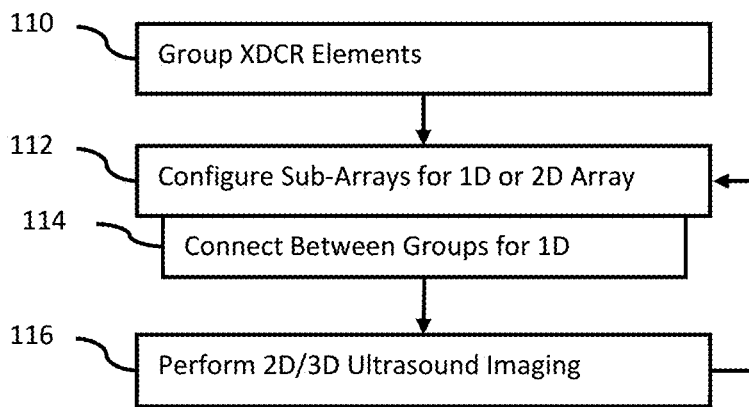 110
Group XDCR Elements
112
Configure Sub-Arrays for 1D or 2D Array
114
Connect Between Groups for 1D
116
Perform 2D/3D Ultrasound Imaging